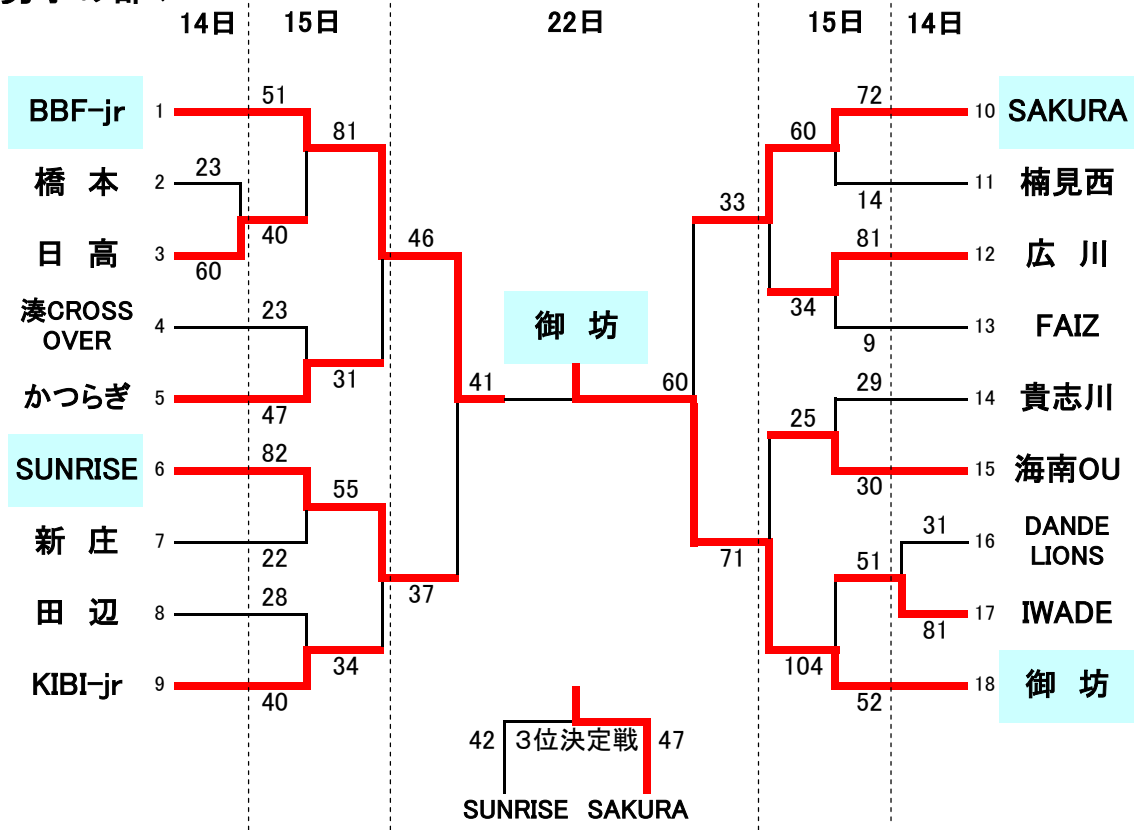 14日 15日 22日 15日 14日
BBF-jr 1 51 81
橋 本 2 23
日 高 3 60 40
湊CROSS
OVER 4 23
かつらぎ 5 47 31
46
SUNRISE 6 82 55
新 庄 7 22
田 辺 8 28
KIBI-jr 9 40 34
37
41
御 坊
60
33
71
60 72 10 SAKURA
14 11 楠見西
34 81 12 広 川
9 13 FAIZ
29 14 貴志川
25 30 15 海南OU
31 16 DANDE
LIONS
51 81 17 IWADE
104 52 18 御 坊
42 3位決定戦 47
SUNRISE SAKURA